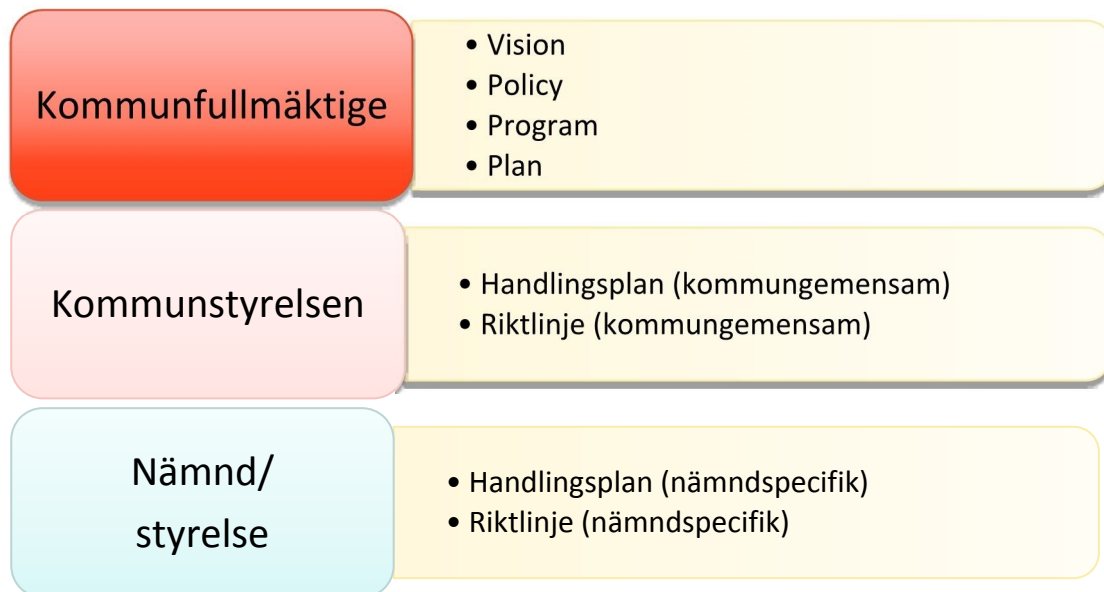 Kommunfullmäktige
• Vision
• Policy
• Program
• Plan
Kommunstyrelsen
• Handlingsplan (kommungemensam)
• Riktlinje (kommungemensam)
Nämnd/
styrelse
• Handlingsplan (nämndspecifik)
• Riktlinje (nämndspecifik)